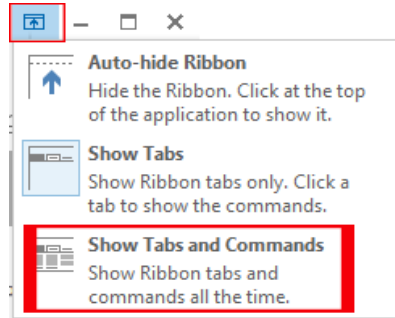 Auto-hide Ribbon
Hide the Ribbon. Click at the top
of the application to show it.
Show Tabs
Show Ribbon tabs only. Click a
tab to show the commands.
Show Tabs and Commands
Show Ribbon tabs and
commands all the time.